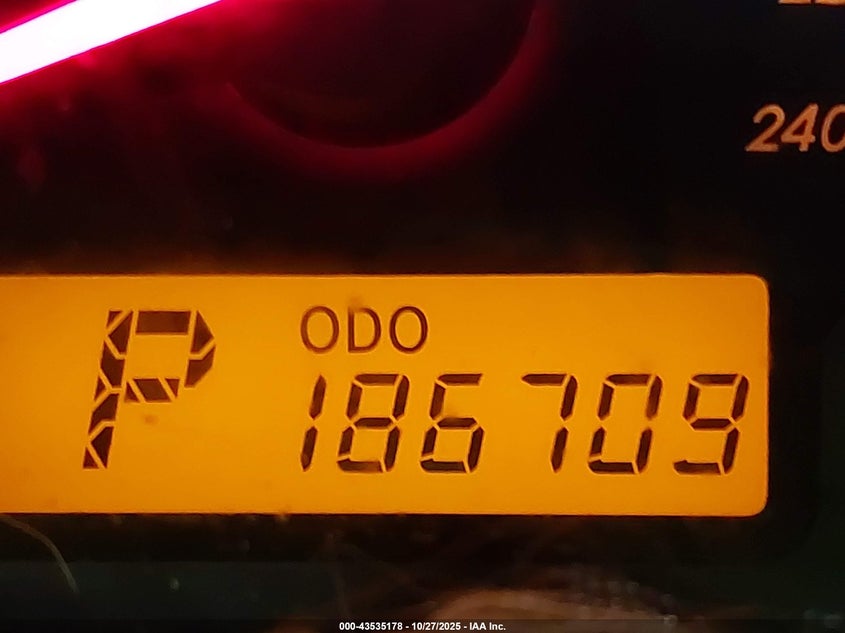 240
P ODO
186709
000-43535178 - 10/27/2025 - IAA Inc.